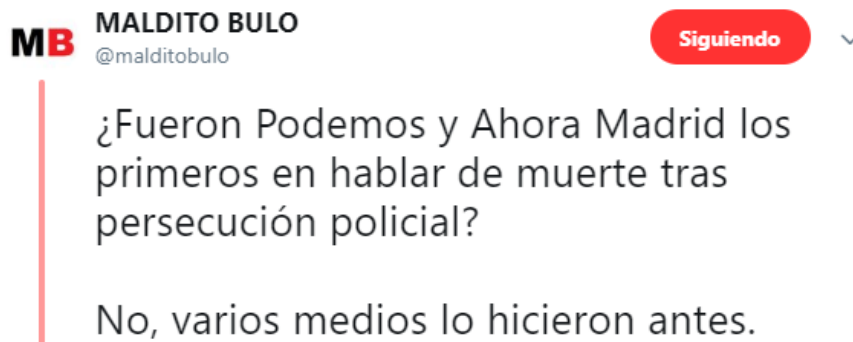 MB
MALDITO BULO
@malditobulo
Siguiendo
¿Fueron Podemos y Ahora Madrid los
primeros en hablar de muerte tras
persecución policial?
No, varios medios lo hicieron antes.